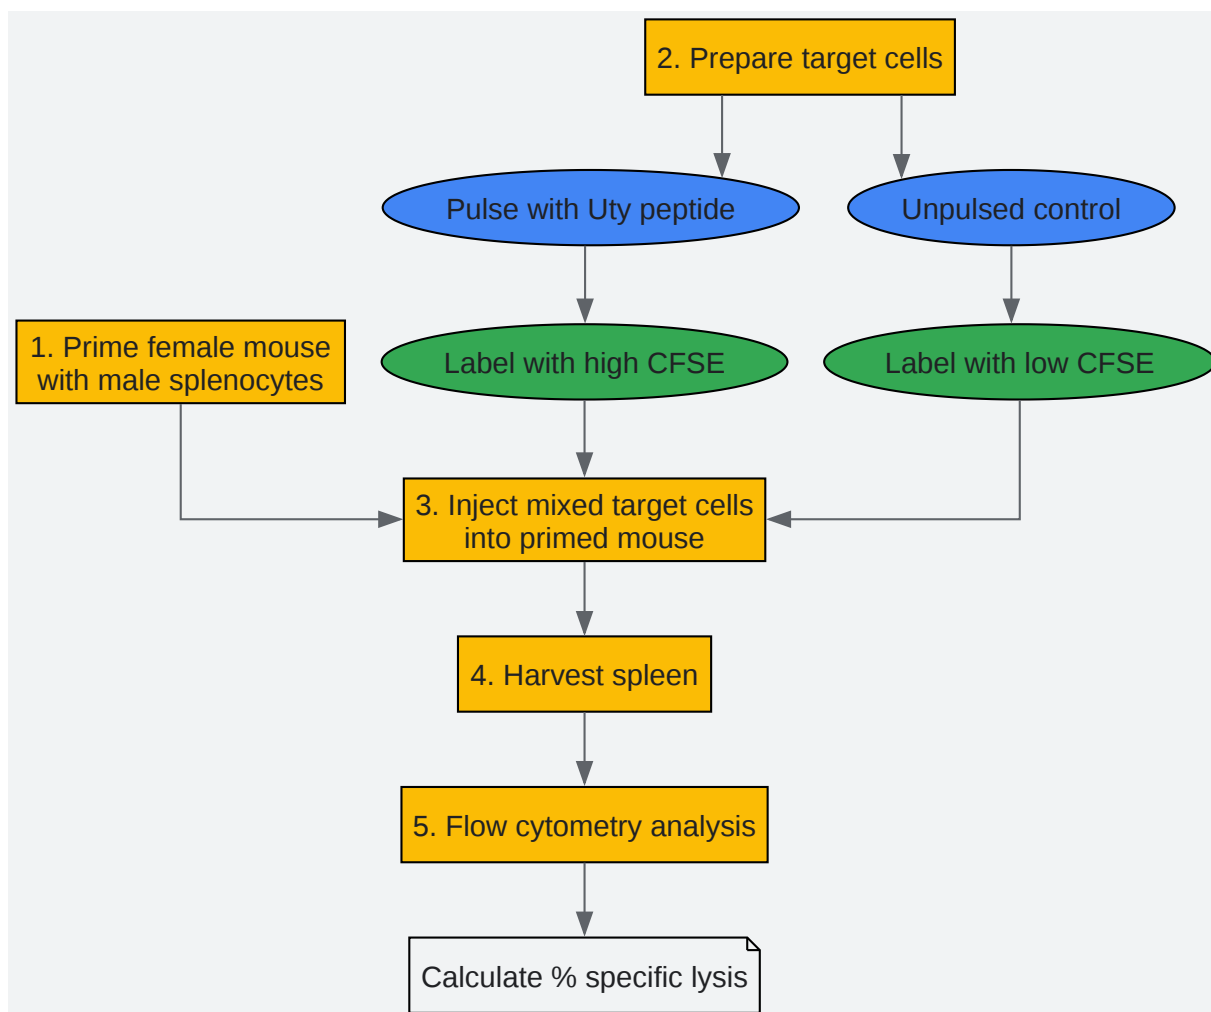 2. Prepare target cells
Pulse with Uty peptide
Unpulsed control
1. Prime female mouse
with male splenocytes
Label with high CFSE
Label with low CFSE
3. Inject mixed target cells
into primed mouse
4. Harvest spleen
5. Flow cytometry analysis
Calculate % specific lysis